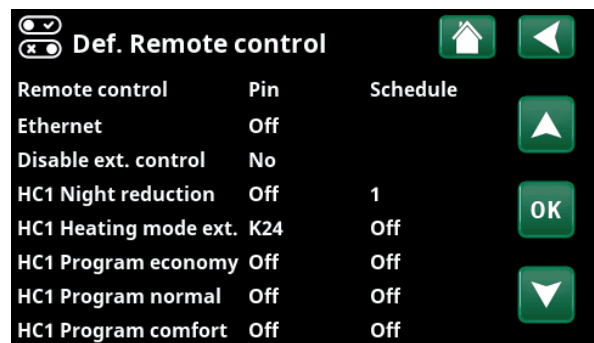 Def. Remote control
Remote control Pin Schedule
Ethernet Off
Disable ext. control No
HC1 Night reduction Off 1
HC1 Heating mode ext. K24 Off
HC1 Program economy Off Off
HC1 Program normal Off Off
HC1 Program comfort Off Off
OK